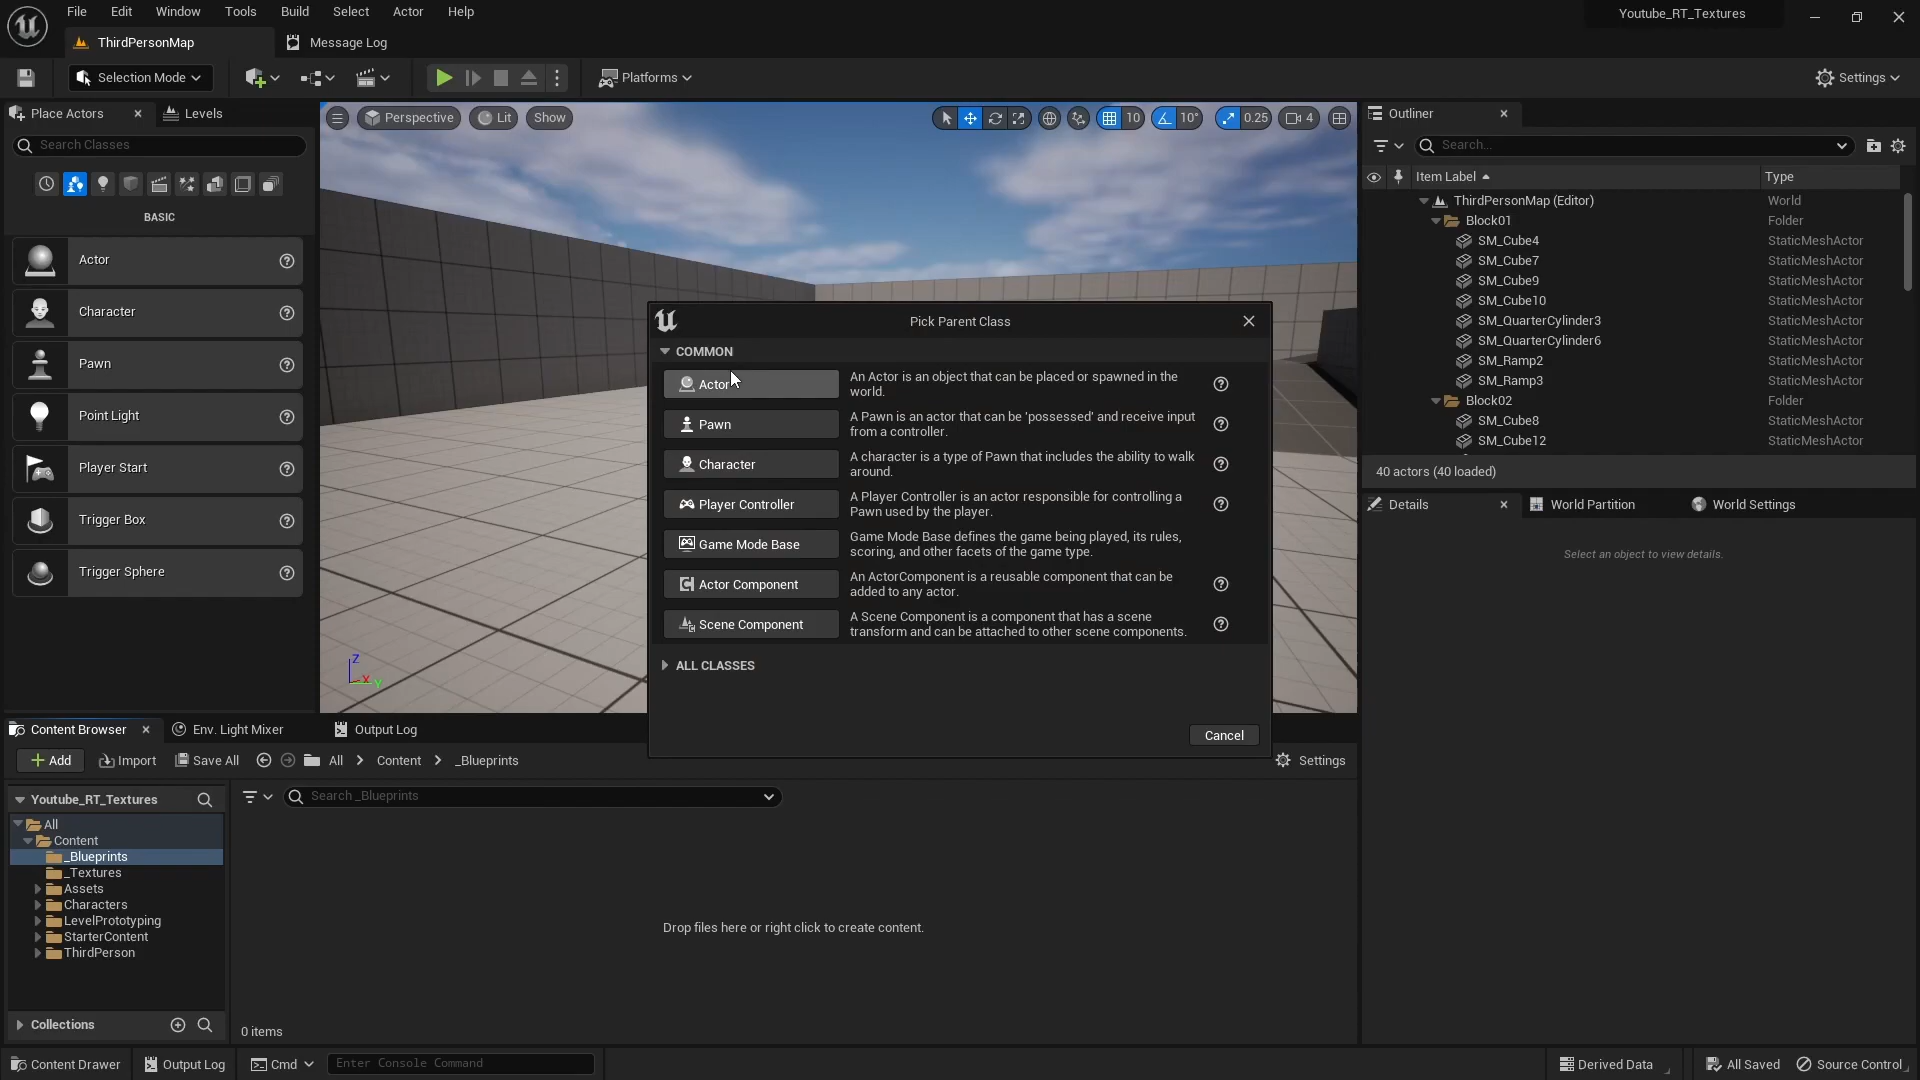 File Edit Window Tools Build Select Actor Help
Youtube_RT_Textures
ThirdPersonMap
Message Log
Selection Mode
Platforms
Settings
Place Actors
Levels
Search Classes
BASIC
Actor
Character
Pawn
Point Light
Player Start
Trigger Box
Trigger Sphere
Perspective
Lit
Show
10
10°
0.25
4
Z
X
Y
Pick Parent Class
COMMON
Actor
An Actor is an object that can be placed or spawned in the
world.
Pawn
A Pawn is an actor that can be 'possessed' and receive input
from a controller.
Character
A character is a type of Pawn that includes the ability to walk
around.
Player Controller
A Player Controller is an actor responsible for controlling a
Pawn used by the player.
Game Mode Base
Game Mode Base defines the game being played, its rules,
scoring, and other facets of the game type.
Actor Component
An ActorComponent is a reusable component that can be
added to any actor.
Scene Component
A Scene Component is a component that has a scene
transform and can be attached to other scene components.
ALL CLASSES
Cancel
Outliner
Search...
Item Label
Type
ThirdPersonMap (Editor) World
Block01 Folder
SM_Cube4 StaticMeshActor
SM_Cube7 StaticMeshActor
SM_Cube9 StaticMeshActor
SM_Cube10 StaticMeshActor
SM_QuarterCylinder3 StaticMeshActor
SM_QuarterCylinder6 StaticMeshActor
SM_Ramp2 StaticMeshActor
SM_Ramp3 StaticMeshActor
Block02 Folder
SM_Cube8 StaticMeshActor
SM_Cube12 StaticMeshActor
40 actors (40 loaded)
Details
World Partition
World Settings
Select an object to view details.
Content Browser
Env. Light Mixer
Output Log
Add
Import
Save All
All
Content
_Blueprints
Settings
Youtube_RT_Textures
Search _Blueprints
All
Content
_Blueprints
_Textures
Assets
Characters
LevelPrototyping
StarterContent
ThirdPerson
Collections
Drop files here or right click to create content.
0 items
Content Drawer
Output Log
Cmd
Enter Console Command
Derived Data
All Saved
Source Control